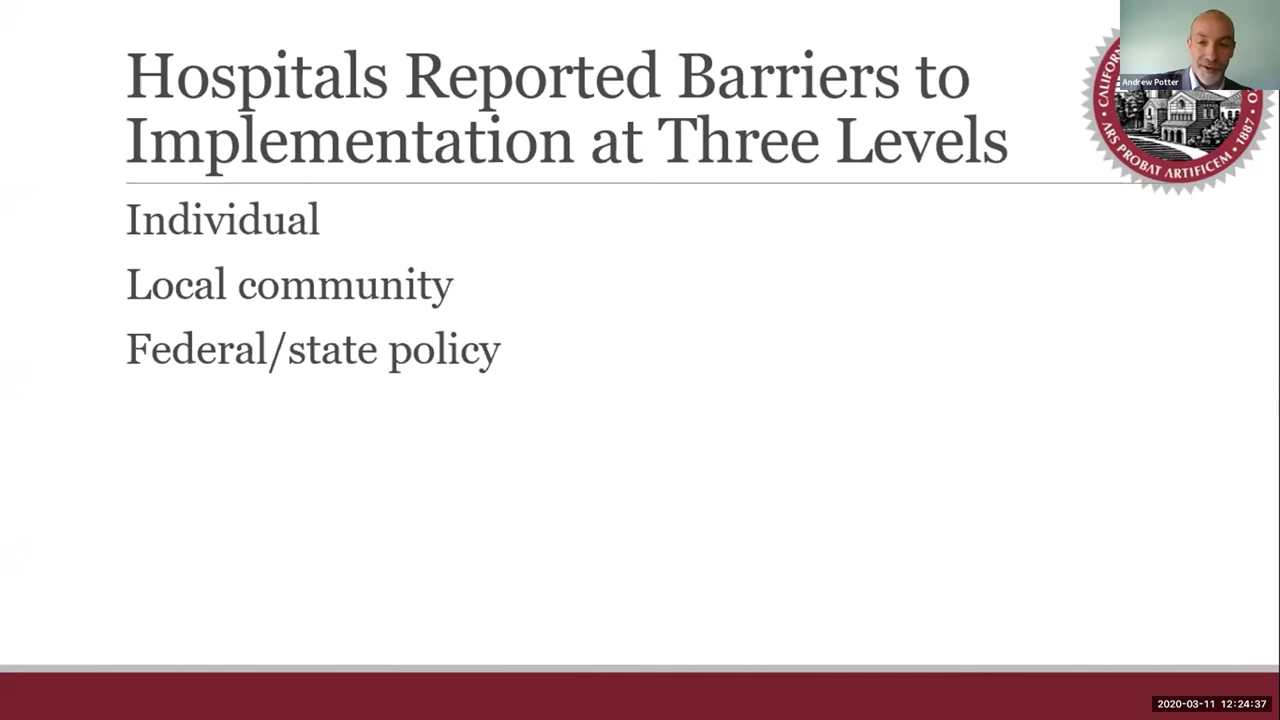 Hospitals Reported Barriers to
Implementation at Three Levels
Individual
Local community
Federal/state policy
Andrew Potter
CALIFORN
ARS PROBAT ARTIFICEM • 1887 •
2020-03-11 12:24:37